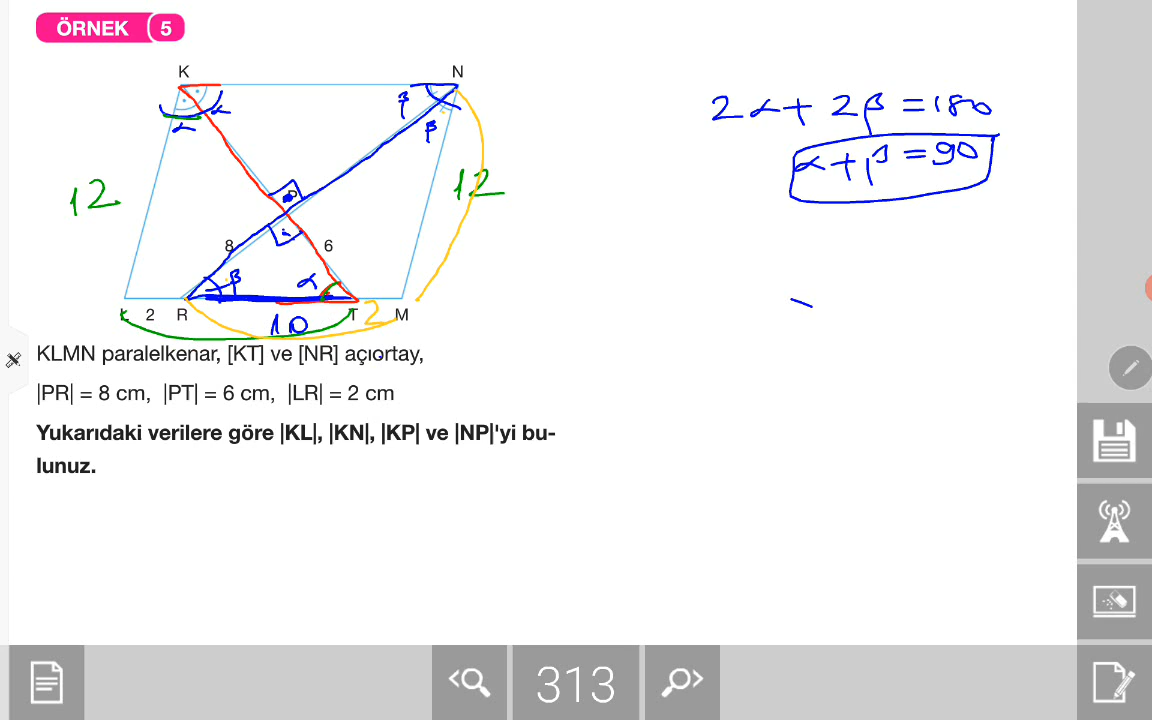 ÖRNEK 5
K N
2α + 2β = 180
α + β = 90
α α β β
12 12
P
8 6
β α
L 2 R 10 T 2 M
KLMN paralelkenar, [KT] ve [NR] açıortay,
|PR| = 8 cm, |PT| = 6 cm, |LR| = 2 cm
Yukarıdaki verilere göre |KL|, |KN|, |KP| ve |NP|'yi bu-
lunuz.
313